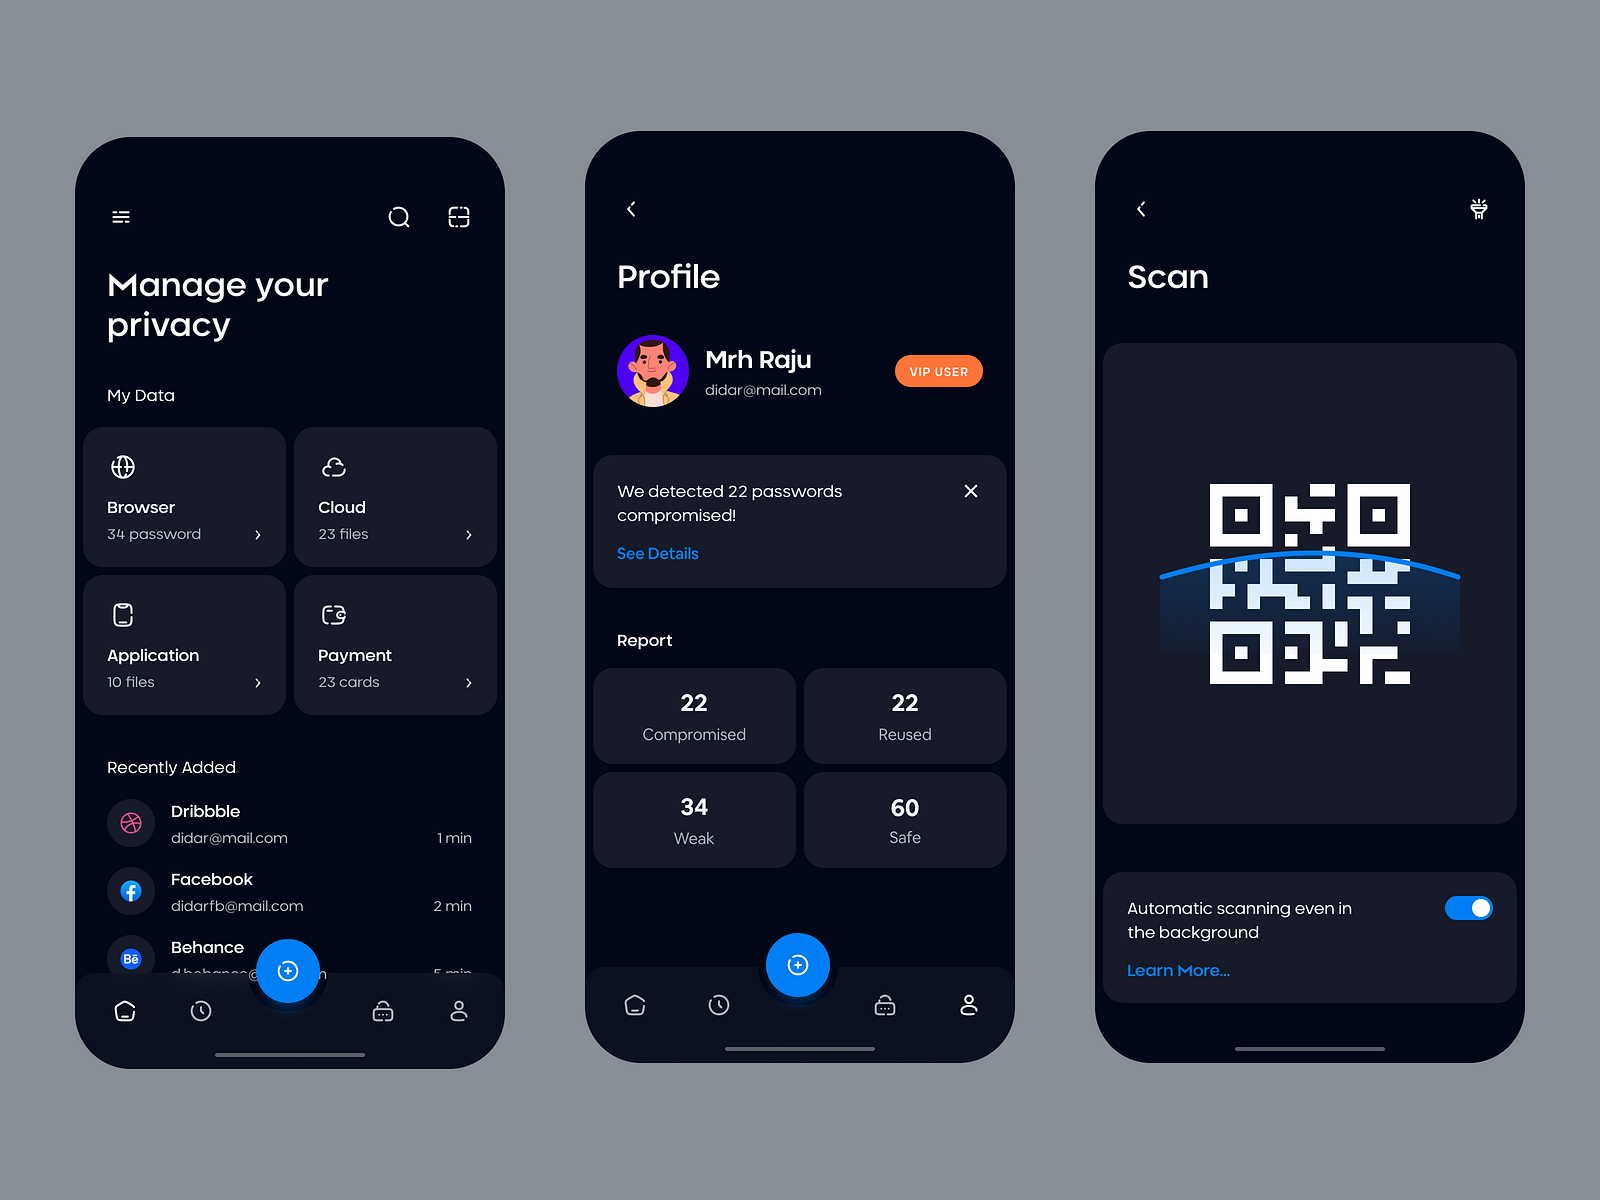 Manage your
privacy
My Data
Browser
34 password
Cloud
23 files
Application
10 files
Payment
23 cards
Recently Added
Dribbble
didar@mail.com
1 min
Facebook
didarfb@mail.com
2 min
Behance
Bē
5 min
Profile
Mrh Raju
didar@mail.com
VIP USER
We detected 22 passwords
compromised!
See Details
Report
22
Compromised
22
Reused
34
Weak
60
Safe
Scan
Automatic scanning even in
the background
Learn More...